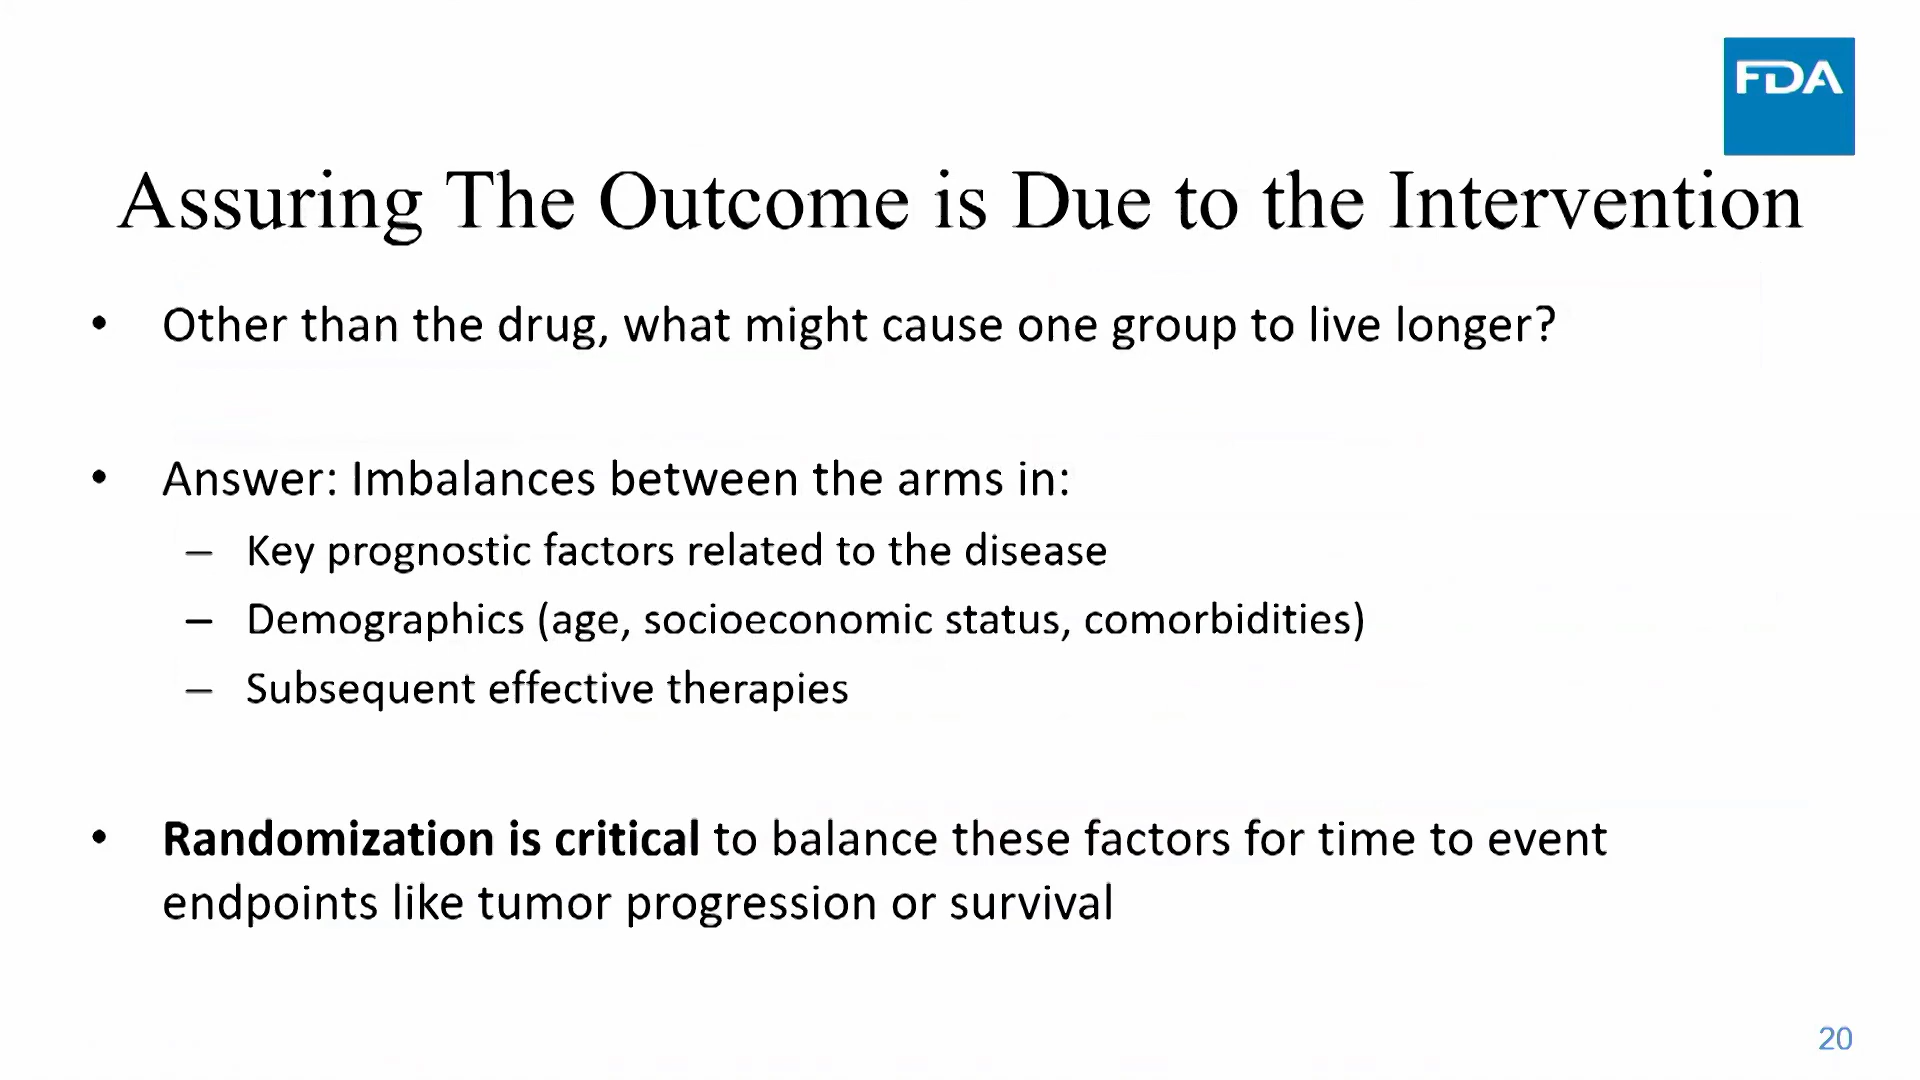 FDA
Assuring The Outcome is Due to the Intervention
• Other than the drug, what might cause one group to live longer?
• Answer: Imbalances between the arms in:
– Key prognostic factors related to the disease
– Demographics (age, socioeconomic status, comorbidities)
– Subsequent effective therapies
• Randomization is critical to balance these factors for time to event
endpoints like tumor progression or survival
20